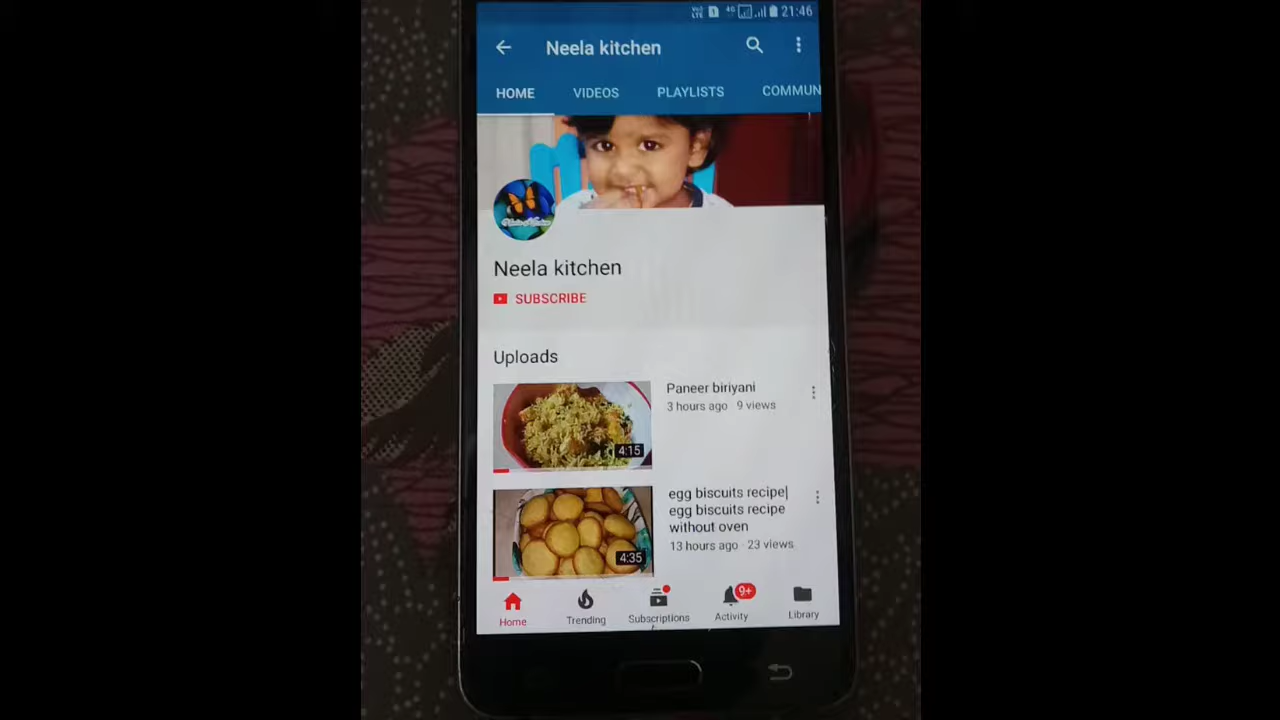 21:46
Neela kitchen
HOME VIDEOS PLAYLISTS COMMUN
Neela kitchen
SUBSCRIBE
Uploads
Paneer biriyani
3 hours ago · 9 views
4:15
egg biscuits recipe|
egg biscuits recipe
without oven
13 hours ago · 23 views
4:35
9+
Home Trending Subscriptions Activity Library